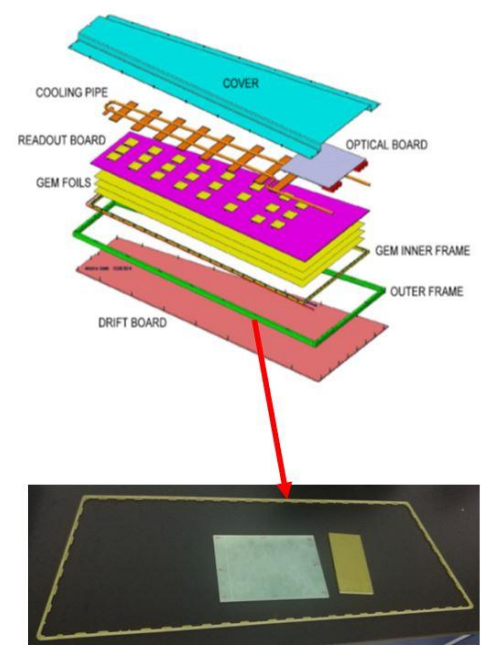 COVER
COOLING PIPE
READOUT BOARD
OPTICAL BOARD
GEM FOILS
GEM INNER FRAME
OUTER FRAME
DRIFT BOARD